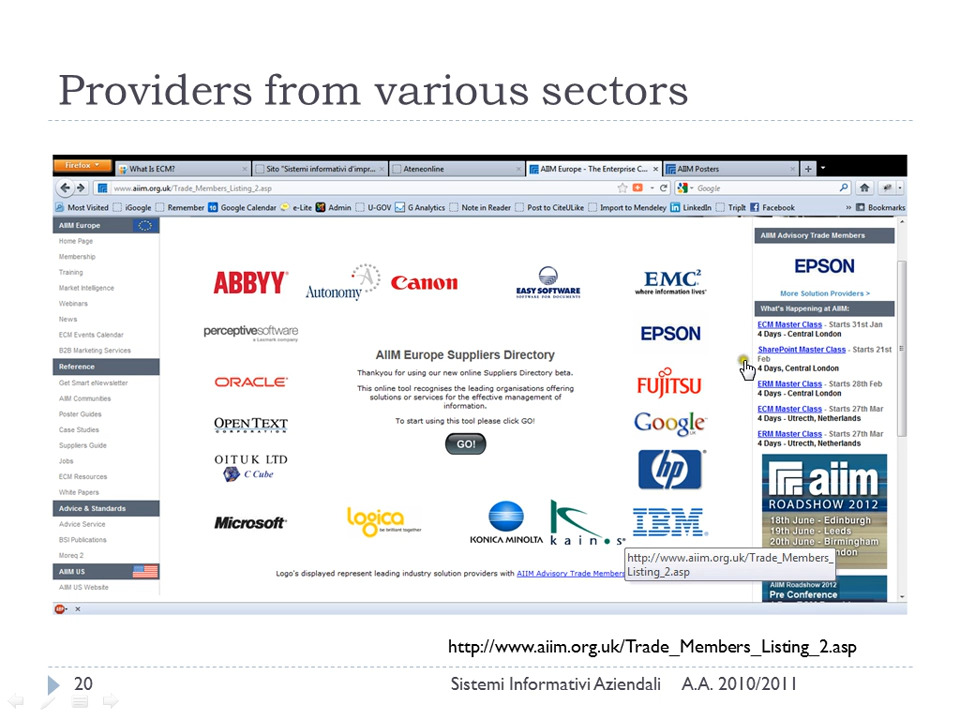 Providers from various sectors
Firefox
What Is ECM?
Sito "Sistemi informativi d'impr...
Ateneonline
AIIM Europe - The Enterprise C...
AIIM Posters
www.aiim.org.uk/Trade_Members_Listing_2.asp
Google
Most Visited
iGoogle
Remember
Google Calendar
e-Lite
Admin
U-GOV
G Analytics
Note in Reader
Post to CiteULike
Import to Mendeley
LinkedIn
TripIt
Facebook
Bookmarks
AIIM Europe
Home Page
Membership
Training
Market Intelligence
Webinars
News
ECM Events Calendar
B2B Marketing Services
Reference
Get Smart eNewsletter
AIIM Communities
Poster Guides
Case Studies
Suppliers Guide
Jobs
ECM Resources
White Papers
Advice & Standards
Advice Service
BSI Publications
Moreq 2
AIIM US
AIIM US Website
ABBYY
Autonomy
Canon
EASY SOFTWARE
SOFTWARE FOR DOCUMENTS
EMC²
where information lives
perceptivesoftware
a Lexmark company
EPSON
ORACLE
FUJITSU
OPEN TEXT
CORPORATION
Google
UK
OITUK LTD
C Cube
hp
Microsoft
logica
be brilliant together
KONICA MINOLTA
kainos
IBM
AIIM Europe Suppliers Directory
Thankyou for using our new online Suppliers Directory beta.
This online tool recognises the leading organisations offering
solutions or services for the effective management of
information.
To start using this tool please click GO!
GO!
Logo's displayed represent leading industry solution providers with AIIM Advisory Trade Members
http://www.aiim.org.uk/Trade_Members_
Listing_2.asp
AIIM Advisory Trade Members
EPSON
More Solution Providers >
What's Happening at AIIM:
ECM Master Class - Starts 31st Jan
4 Days - Central London
SharePoint Master Class - Starts 21st
Feb
4 Days, Central London
ERM Master Class - Starts 28th Feb
4 Days - Central London
ECM Master Class - Starts 27th Mar
4 Days - Utrecht, Netherlands
ERM Master Class - Starts 27th Mar
4 Days - Utrecht, Netherlands
aiim
ROADSHOW 2012
18th June - Edinburgh
19th June - Leeds
20th June - Birmingham
AIIM Roadshow 2012
Pre Conference
ABP
http://www.aiim.org.uk/Trade_Members_Listing_2.asp
20
Sistemi Informativi Aziendali
A.A. 2010/2011